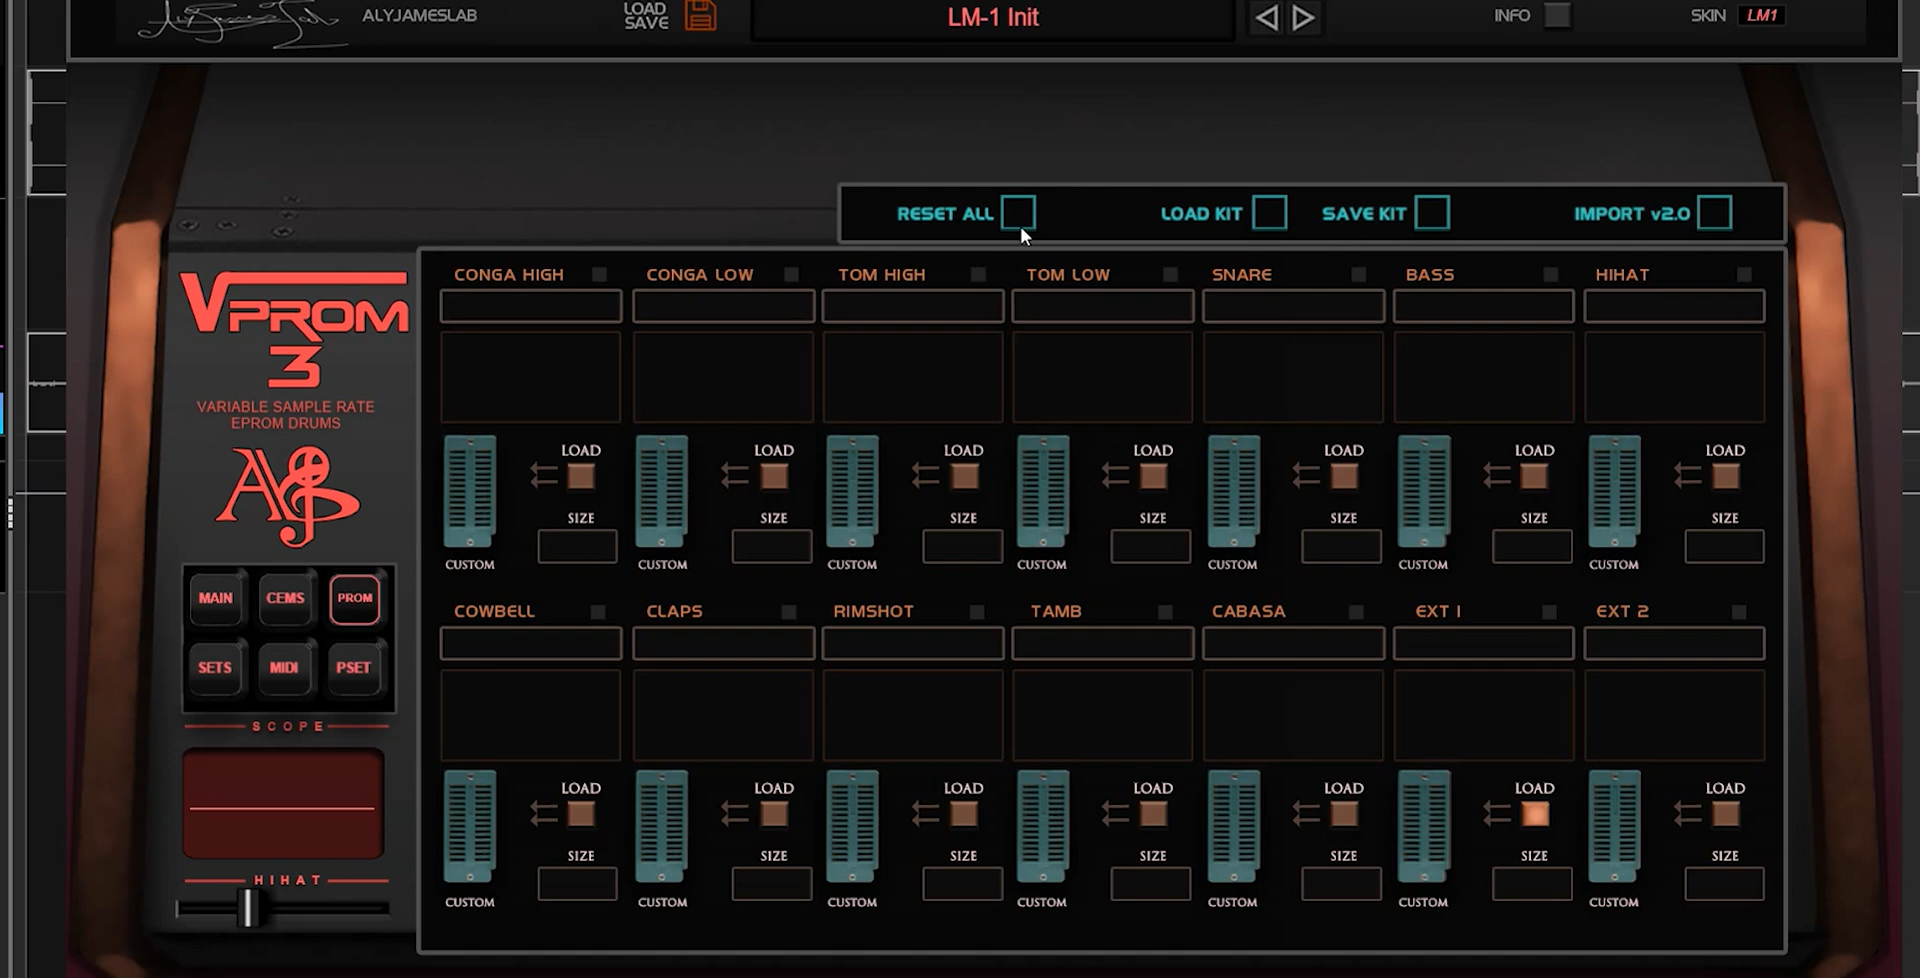 ALYJAMESLAB
LOAD
SAVE
LM-1 Init
INFO
SKIN
LM1
RESET ALL
LOAD KIT
SAVE KIT
IMPORT v2.0
VPROM
3
VARIABLE SAMPLE RATE
EPROM DRUMS
MAIN
CEMS
PROM
SETS
MIDI
PSET
SCOPE
HIHAT
CONGA HIGH
CONGA LOW
TOM HIGH
TOM LOW
SNARE
BASS
HIHAT
LOAD
LOAD
LOAD
LOAD
LOAD
LOAD
LOAD
SIZE
SIZE
SIZE
SIZE
SIZE
SIZE
SIZE
CUSTOM
CUSTOM
CUSTOM
CUSTOM
CUSTOM
CUSTOM
CUSTOM
COWBELL
CLAPS
RIMSHOT
TAMB
CABASA
EXT 1
EXT 2
LOAD
LOAD
LOAD
LOAD
LOAD
LOAD
LOAD
SIZE
SIZE
SIZE
SIZE
SIZE
SIZE
SIZE
CUSTOM
CUSTOM
CUSTOM
CUSTOM
CUSTOM
CUSTOM
CUSTOM